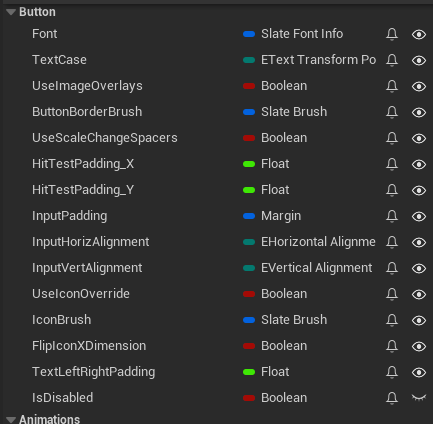 Button
Font Slate Font Info
TextCase EText Transform Po
UseImageOverlays Boolean
ButtonBorderBrush Slate Brush
UseScaleChangeSpacers Boolean
HitTestPadding_X Float
HitTestPadding_Y Float
InputPadding Margin
InputHorizAlignment EHorizontal Alignme
InputVertAlignment EVertical Alignment
UseIconOverride Boolean
IconBrush Slate Brush
FlipIconXDimension Boolean
TextLeftRightPadding Float
IsDisabled Boolean
Animations